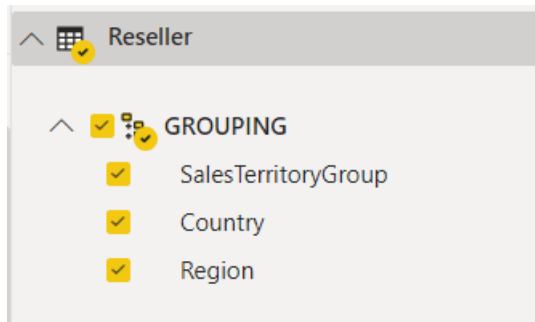 Reseller
GROUPING
SalesTerritoryGroup
Country
Region